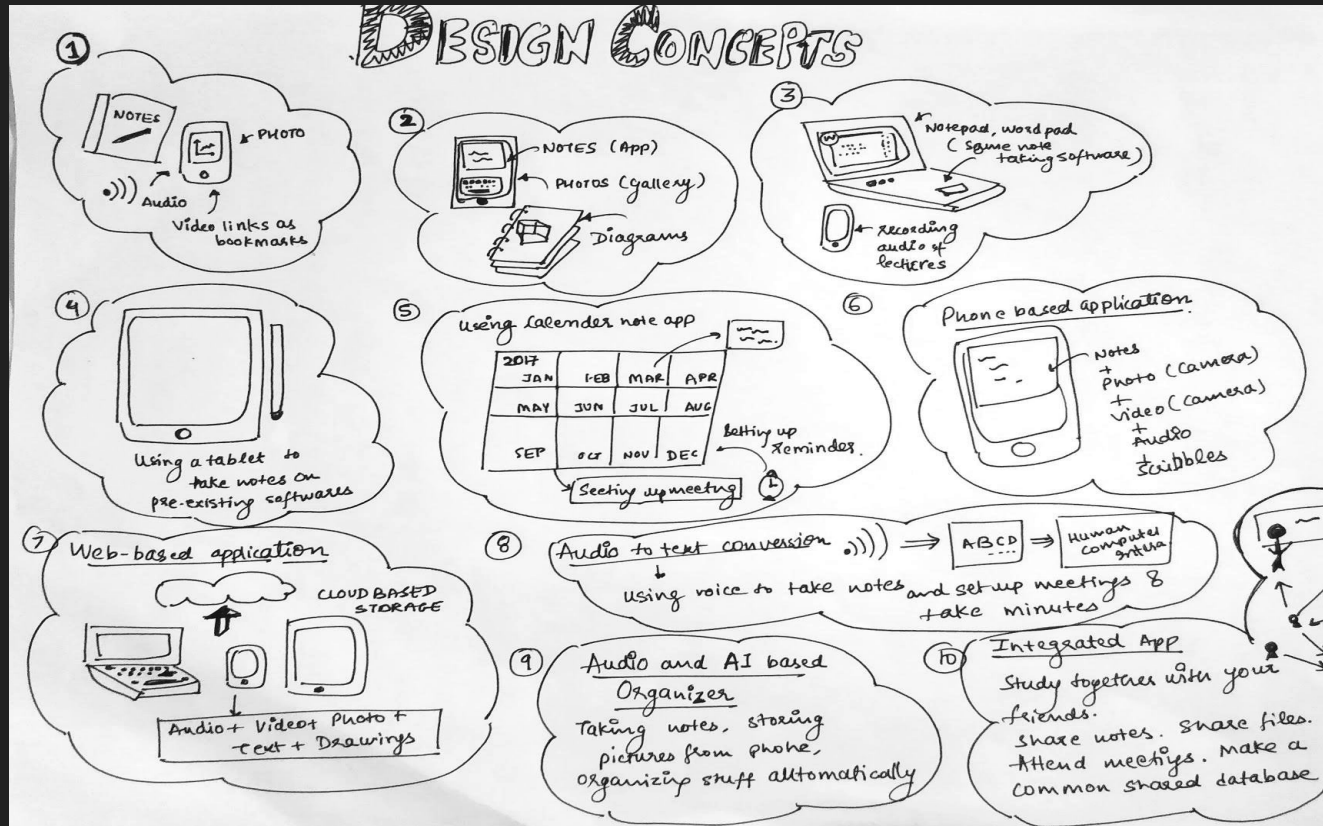 DESIGN CONCEPTS
1
NOTES
PHOTO
Audio
Video links as
bookmarks
2
NOTES (App)
PHOTOS (gallery)
Diagrams
3
W
Notepad, wordpad
(Some note
taking software)
recording
audio of
lectures
4
Using a tablet to
take notes on
pre-existing softwares
5
Using Calender note app
2017
JAN FEB MAR APR
MAY JUN JUL AUG
SEP OCT NOV DEC
Setting up
reminder.
Seeting up meeting
6
Phone based application
Notes
+
Photo (Camera)
+
Video (Camera)
+
Audio
+
Scribbles
7
Web-based application
CLOUD BASED
STORAGE
Audio + Video + Photo +
text + Drawings
8
Audio to text conversion
ABCD
Human
computer
using voice to take notes and set up meetings &
take minutes
9
Audio and AI based
Organizer
Taking notes, storing
pictures from phone,
organizing stuff automatically
10
Integrated App
Study together with your
friends.
Share notes. Share files.
Attend meetings. Make a
common shared database